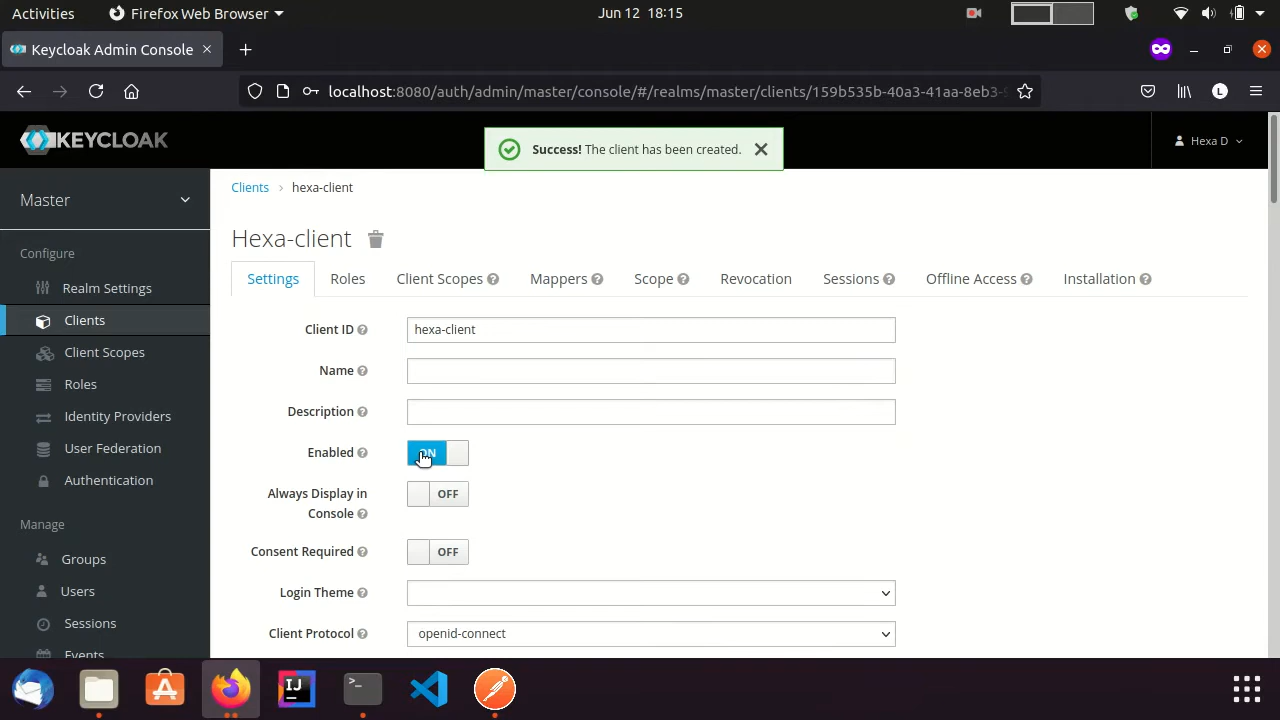 Activities
Firefox Web Browser
Jun 12 18:15
Keycloak Admin Console
localhost:8080/auth/admin/master/console/#/realms/master/clients/159b535b-40a3-41aa-8eb3-
L
KEYCLOAK
Success! The client has been created.
Hexa D
Master
Clients > hexa-client
Hexa-client
Configure
Settings
Roles
Client Scopes
Mappers
Scope
Revocation
Sessions
Offline Access
Installation
Realm Settings
Clients
Client Scopes
Roles
Identity Providers
User Federation
Authentication
Manage
Groups
Users
Sessions
Events
Client ID
hexa-client
Name
Description
Enabled
ON
Always Display in
Console
OFF
Consent Required
OFF
Login Theme
Client Protocol
openid-connect
IJ